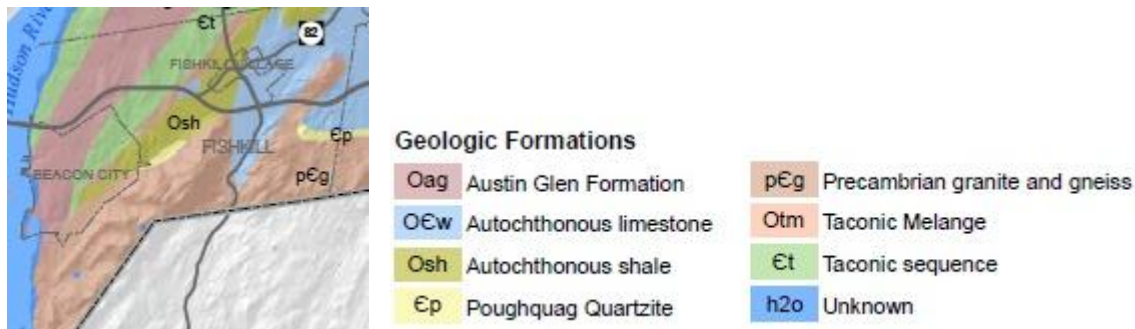 Hudson River
Єt
82
FISHKILL VILLAGE
Osh
FISHKILL
Єp
BEACON CITY
pЄg
Geologic Formations
Oag Austin Glen Formation
OЄw Autochthonous limestone
Osh Autochthonous shale
Єp Poughquag Quartzite
pЄg Precambrian granite and gneiss
Otm Taconic Melange
Єt Taconic sequence
h2o Unknown